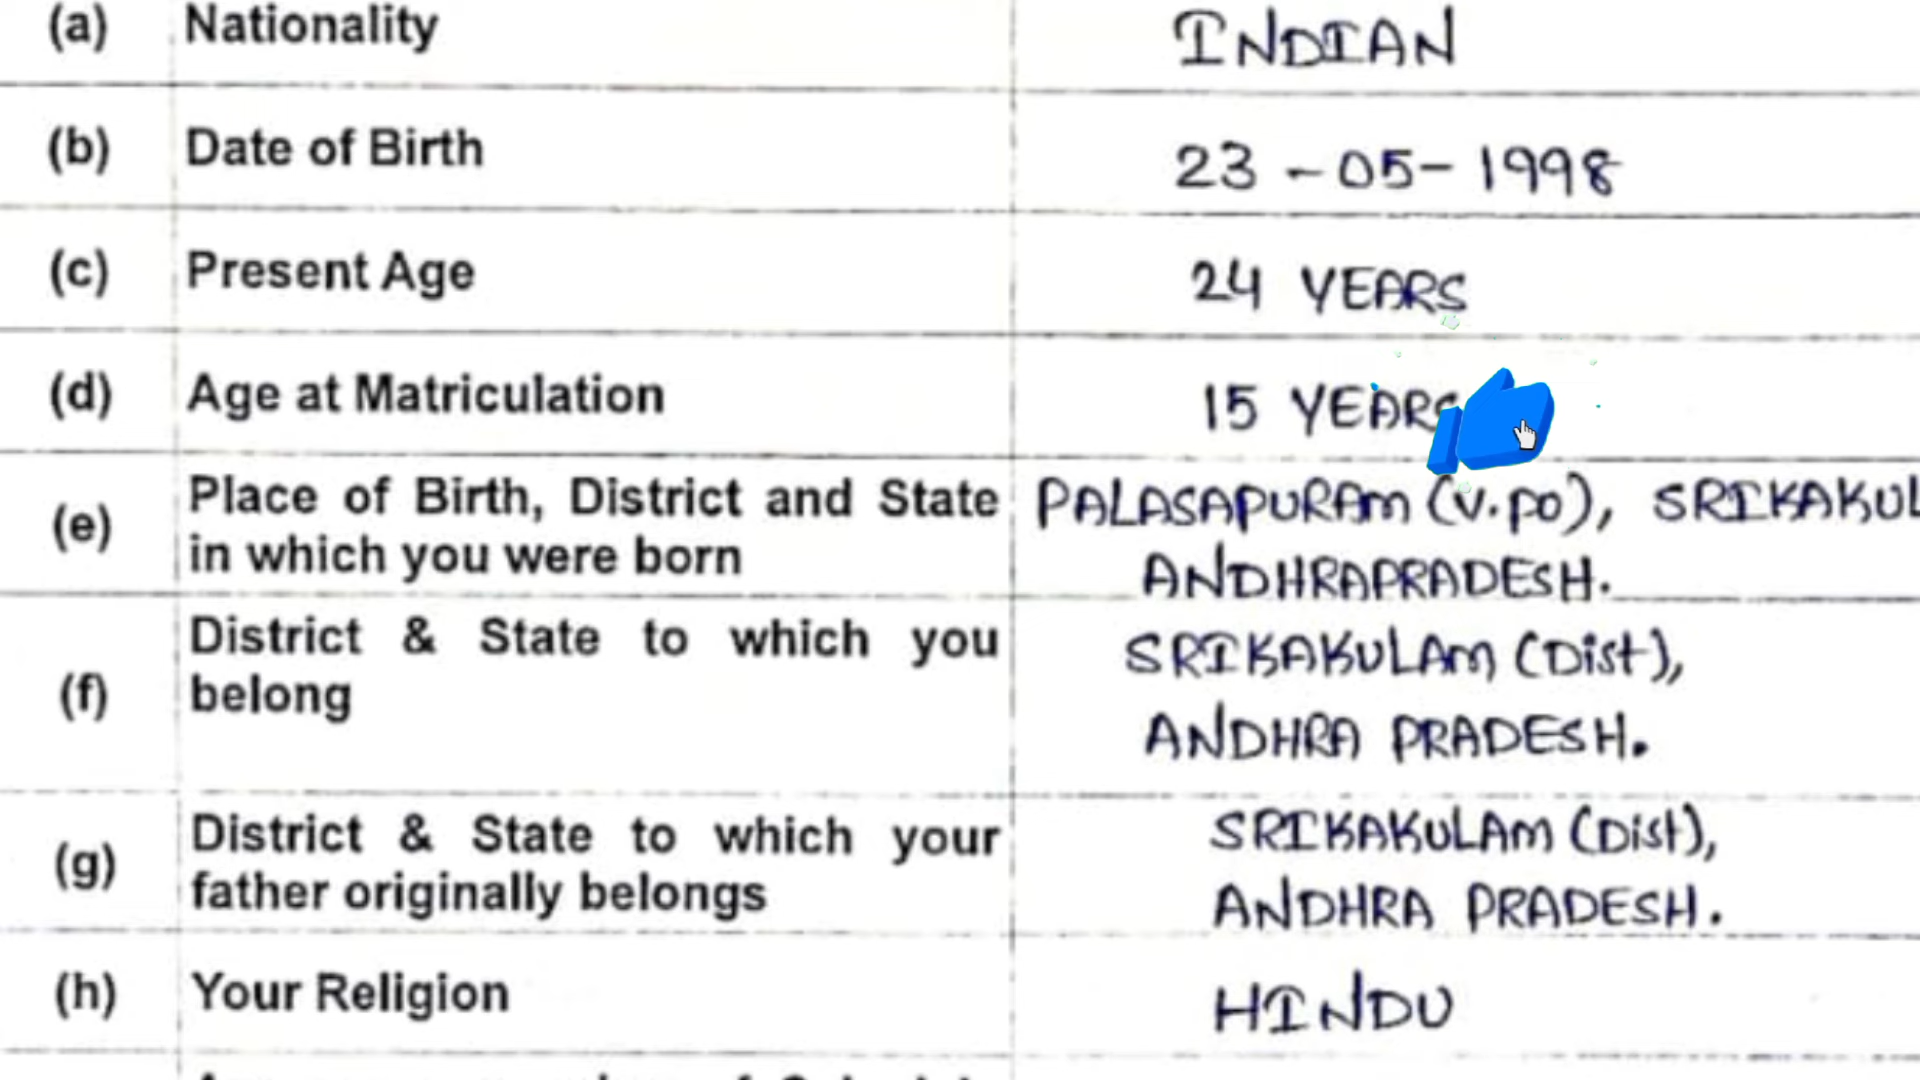 (a) Nationality INDIAN
(b) Date of Birth 23-05-1998
(c) Present Age 24 YEARS
(d) Age at Matriculation 15 YEARS
(e) Place of Birth, District and State PALASAPURAM (V.PO), SRIKAKUL
in which you were born ANDHRAPRADESH.
District & State to which you SRIKAKULAM (Dist),
(f) belong ANDHRA PRADESH.
District & State to which your SRIKAKULAM (Dist),
(g) father originally belongs ANDHRA PRADESH.
(h) Your Religion HINDU